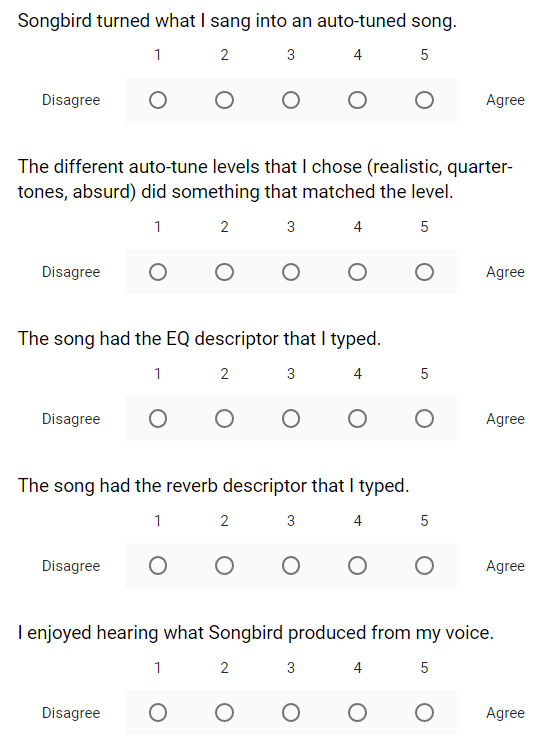 Songbird turned what I sang into an auto-tuned song.
1 2 3 4 5
Disagree Agree
The different auto-tune levels that I chose (realistic, quarter-
tones, absurd) did something that matched the level.
1 2 3 4 5
Disagree Agree
The song had the EQ descriptor that I typed.
1 2 3 4 5
Disagree Agree
The song had the reverb descriptor that I typed.
1 2 3 4 5
Disagree Agree
I enjoyed hearing what Songbird produced from my voice.
1 2 3 4 5
Disagree Agree